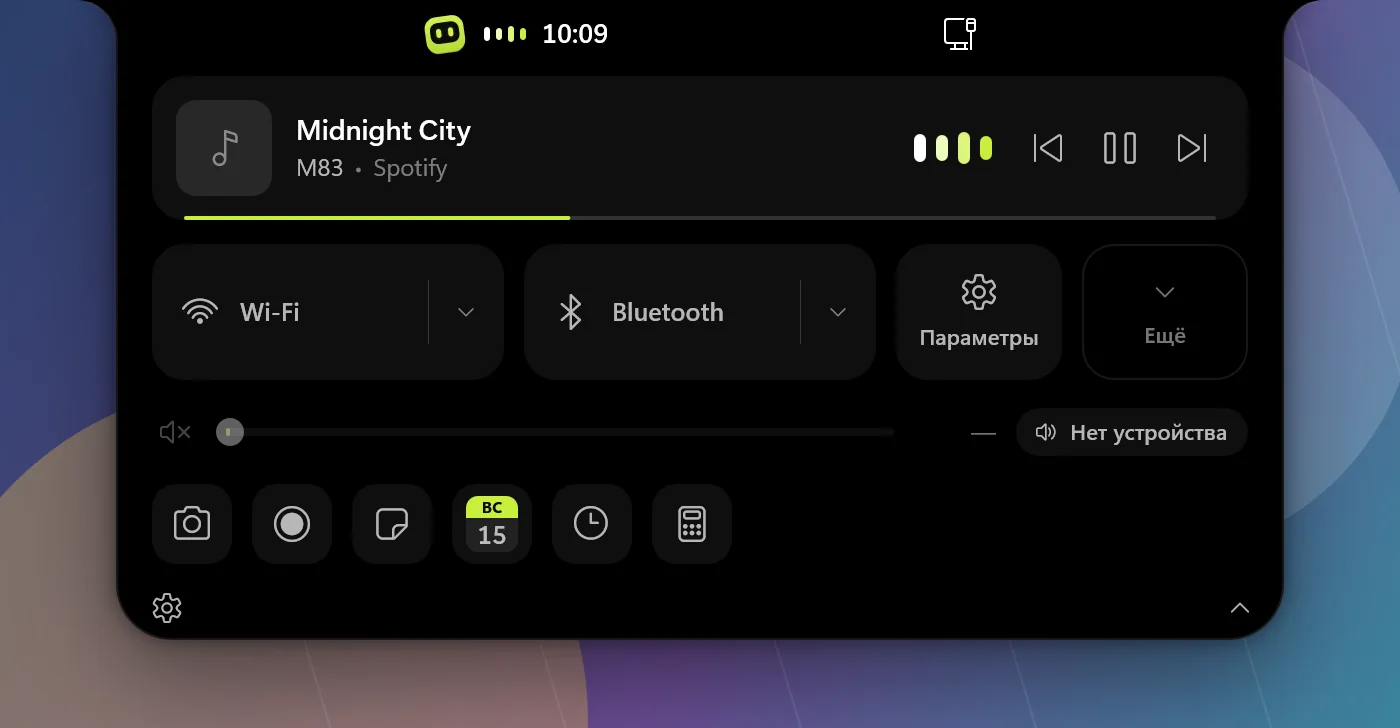 10:09
Midnight City
M83 • Spotify
Wi-Fi
Bluetooth
Параметры
Ещё
— Нет устройства
ВС
15